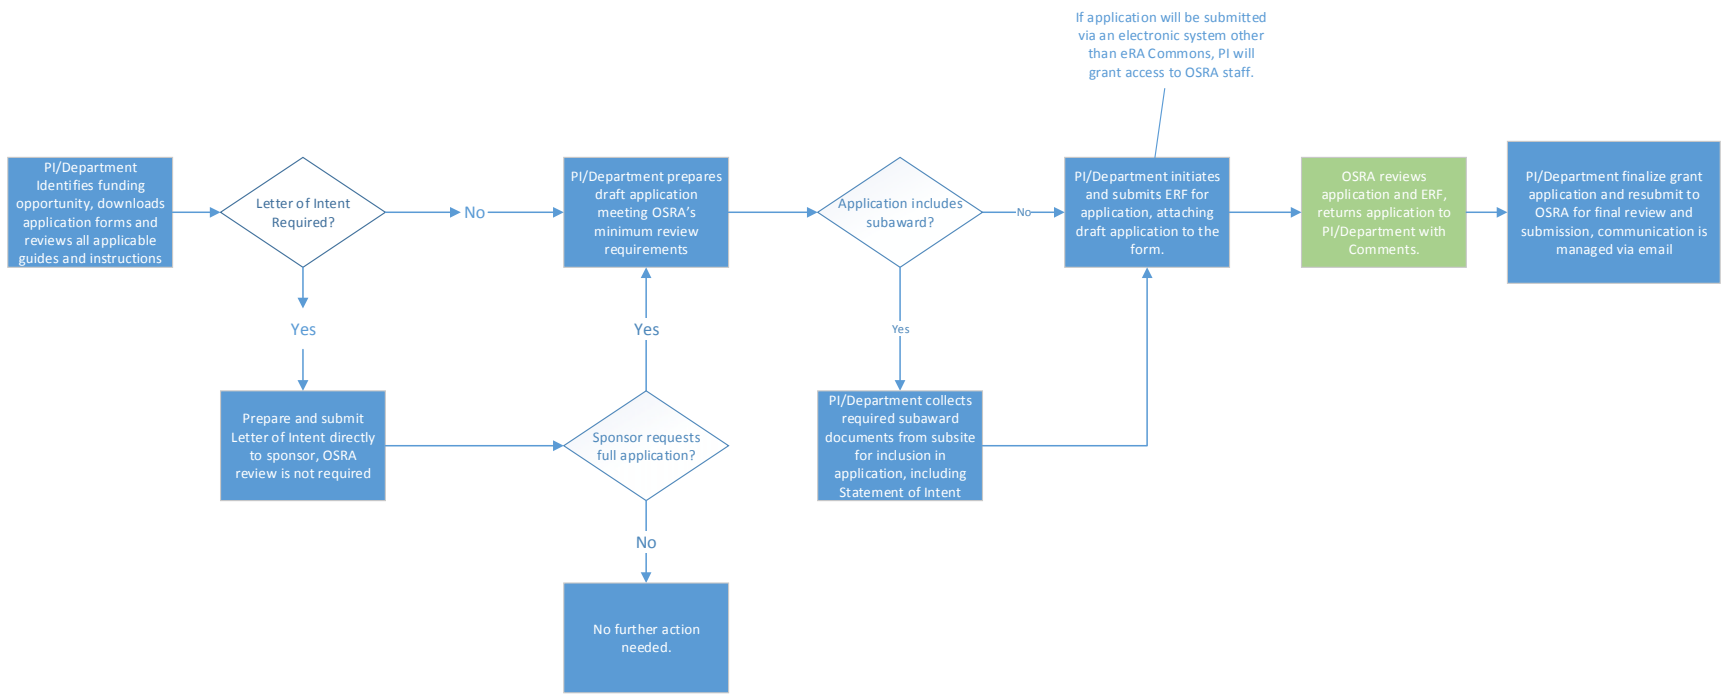 If application will be submitted
via an electronic system other
than eRA Commons, PI will
grant access to OSRA staff.
PI/Department
Identifies funding
opportunity, downloads
application forms and
reviews all applicable
guides and instructions
Letter of Intent
Required?
No
PI/Department prepares
draft application
meeting OSRA’s
minimum review
requirements
Application includes
subaward?
No
PI/Department initiates
and submits ERF for
application, attaching
draft application to the
form.
OSRA reviews
application and ERF,
returns application to
PI/Department with
Comments.
PI/Department finalize grant
application and resubmit to
OSRA for final review and
submission, communication is
managed via email
Yes
Yes
Yes
Prepare and submit
Letter of Intent directly
to sponsor, OSRA
review is not required
Sponsor requests
full application?
PI/Department collects
required subaward
documents from subsite
for inclusion in
application, including
Statement of Intent
No
No further action
needed.